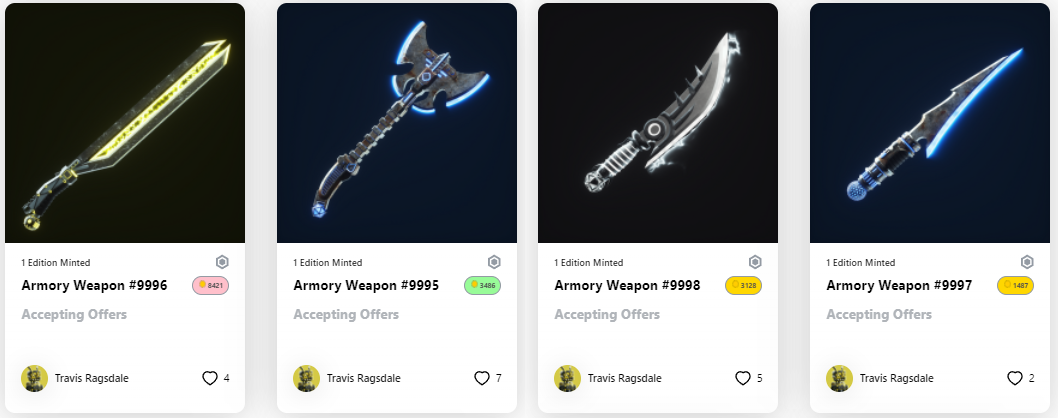 1 Edition Minted
Armory Weapon #9996
8421
Accepting Offers
Travis Ragsdale
4
1 Edition Minted
Armory Weapon #9995
3486
Accepting Offers
Travis Ragsdale
7
1 Edition Minted
Armory Weapon #9998
3128
Accepting Offers
Travis Ragsdale
5
1 Edition Minted
Armory Weapon #9997
1487
Accepting Offers
Travis Ragsdale
2